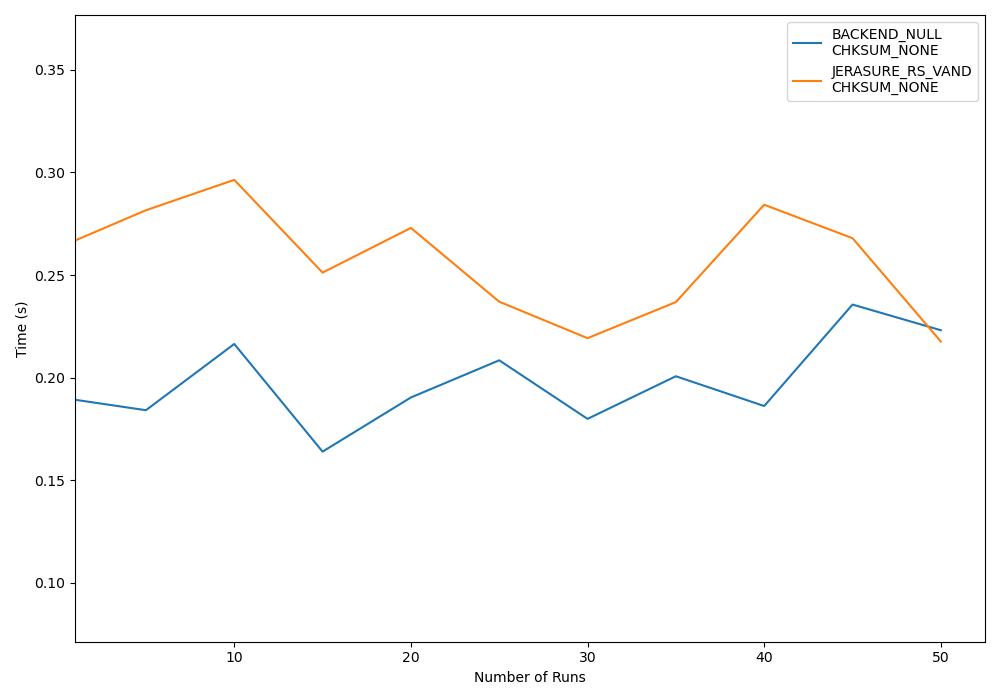 BACKEND_NULL
CHKSUM_NONE
JERASURE_RS_VAND
CHKSUM_NONE
0.35
0.30
0.25
0.20
0.15
0.10
Time (s)
10 20 30 40 50
Number of Runs